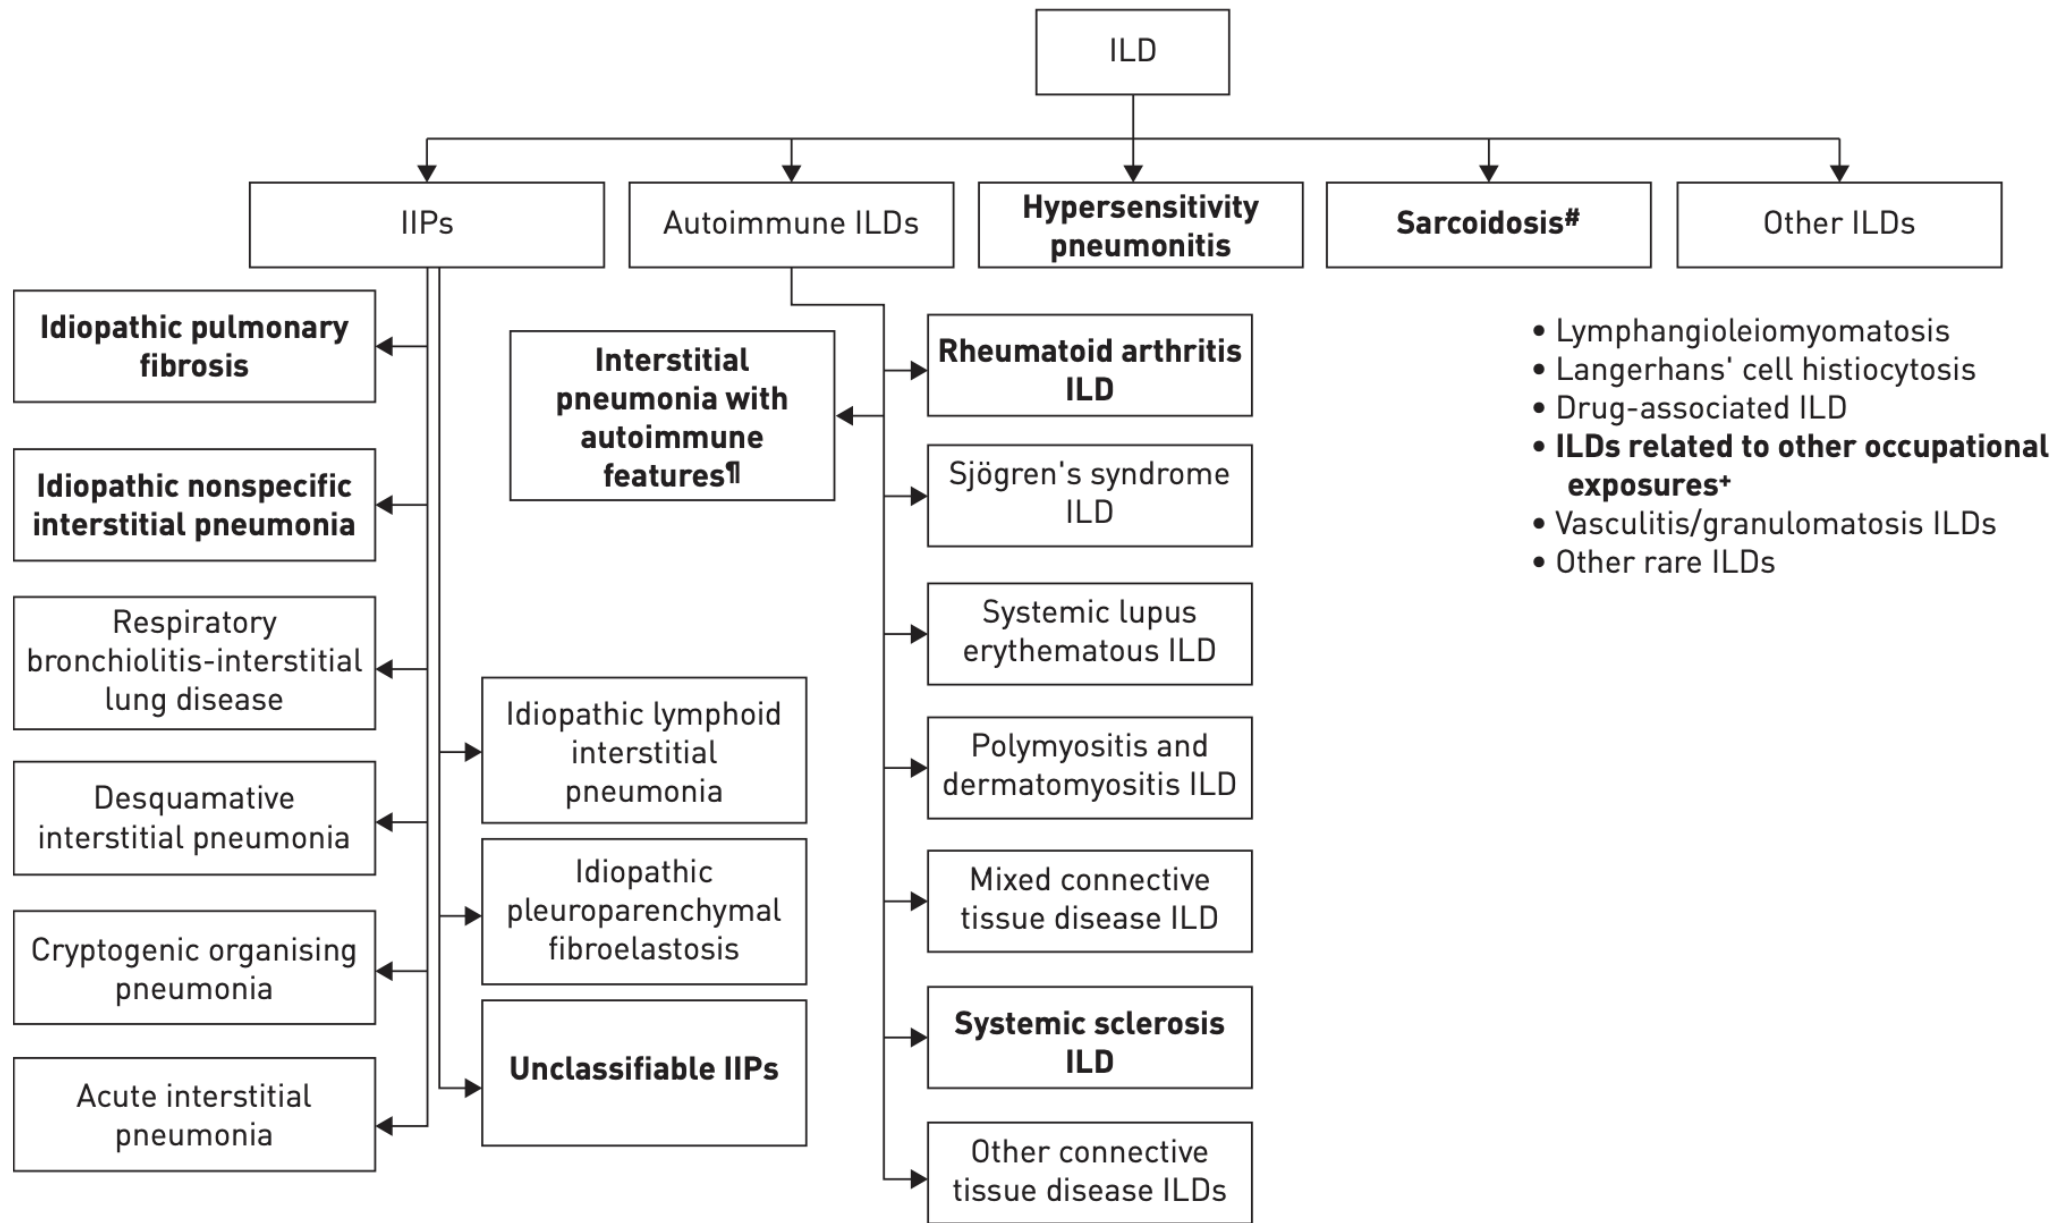 ILD
IIPs
Autoimmune ILDs
Hypersensitivity
pneumonitis
Sarcoidosis#
Other ILDs
Idiopathic pulmonary
fibrosis
Idiopathic nonspecific
interstitial pneumonia
Respiratory
bronchiolitis-interstitial
lung disease
Desquamative
interstitial pneumonia
Cryptogenic organising
pneumonia
Acute interstitial
pneumonia
Idiopathic lymphoid
interstitial
pneumonia
Idiopathic
pleuroparenchymal
fibroelastosis
Unclassifiable IIPs
Interstitial
pneumonia with
autoimmune
features¶
Rheumatoid arthritis
ILD
Sjögren's syndrome
ILD
Systemic lupus
erythematous ILD
Polymyositis and
dermatomyositis ILD
Mixed connective
tissue disease ILD
Systemic sclerosis
ILD
Other connective
tissue disease ILDs
• Lymphangioleiomyomatosis
• Langerhans' cell histiocytosis
• Drug-associated ILD
• ILDs related to other occupational
exposures+
• Vasculitis/granulomatosis ILDs
• Other rare ILDs